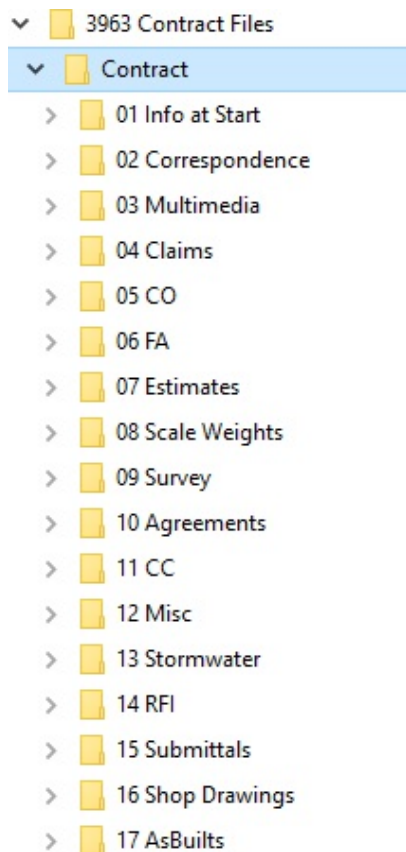 3963 Contract Files
Contract
01 Info at Start
02 Correspondence
03 Multimedia
04 Claims
05 CO
06 FA
07 Estimates
08 Scale Weights
09 Survey
10 Agreements
11 CC
12 Misc
13 Stormwater
14 RFI
15 Submittals
16 Shop Drawings
17 AsBuilts